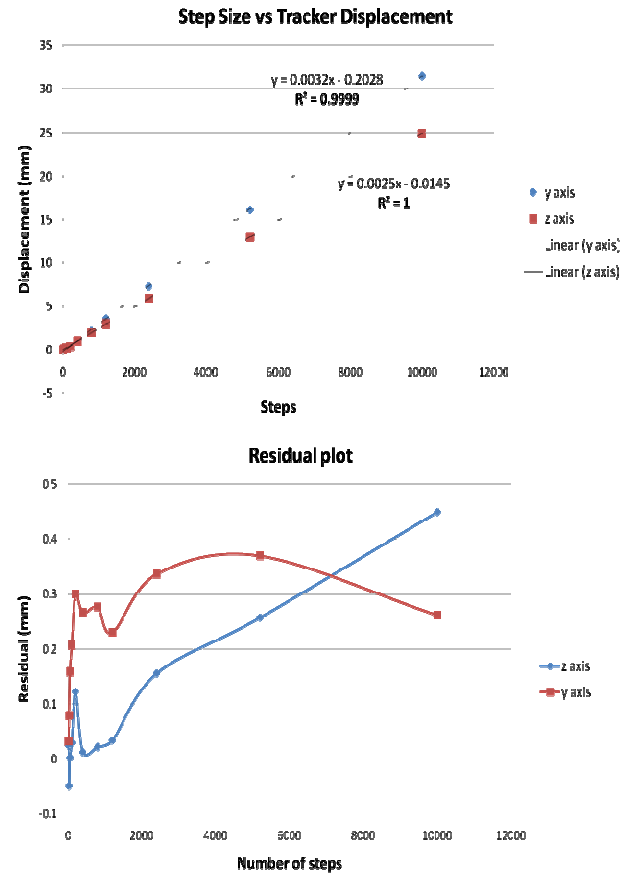 Step Size vs Tracker Displacement
35
30
25
20
15
10
5
0
-5
Displacement (mm)
y = 0.0032x - 0.2028
R² = 0.9999
y = 0.0025x - 0.0145
R² = 1
0 2000 4000 6000 8000 10000 12000
Steps
y axis
z axis
Linear (y axis)
Linear (z axis)
Residual plot
0.5
0.4
0.3
0.2
0.1
0
-0.1
Residual (mm)
0 2000 4000 6000 8000 10000 12000
Number of steps
z axis
y axis